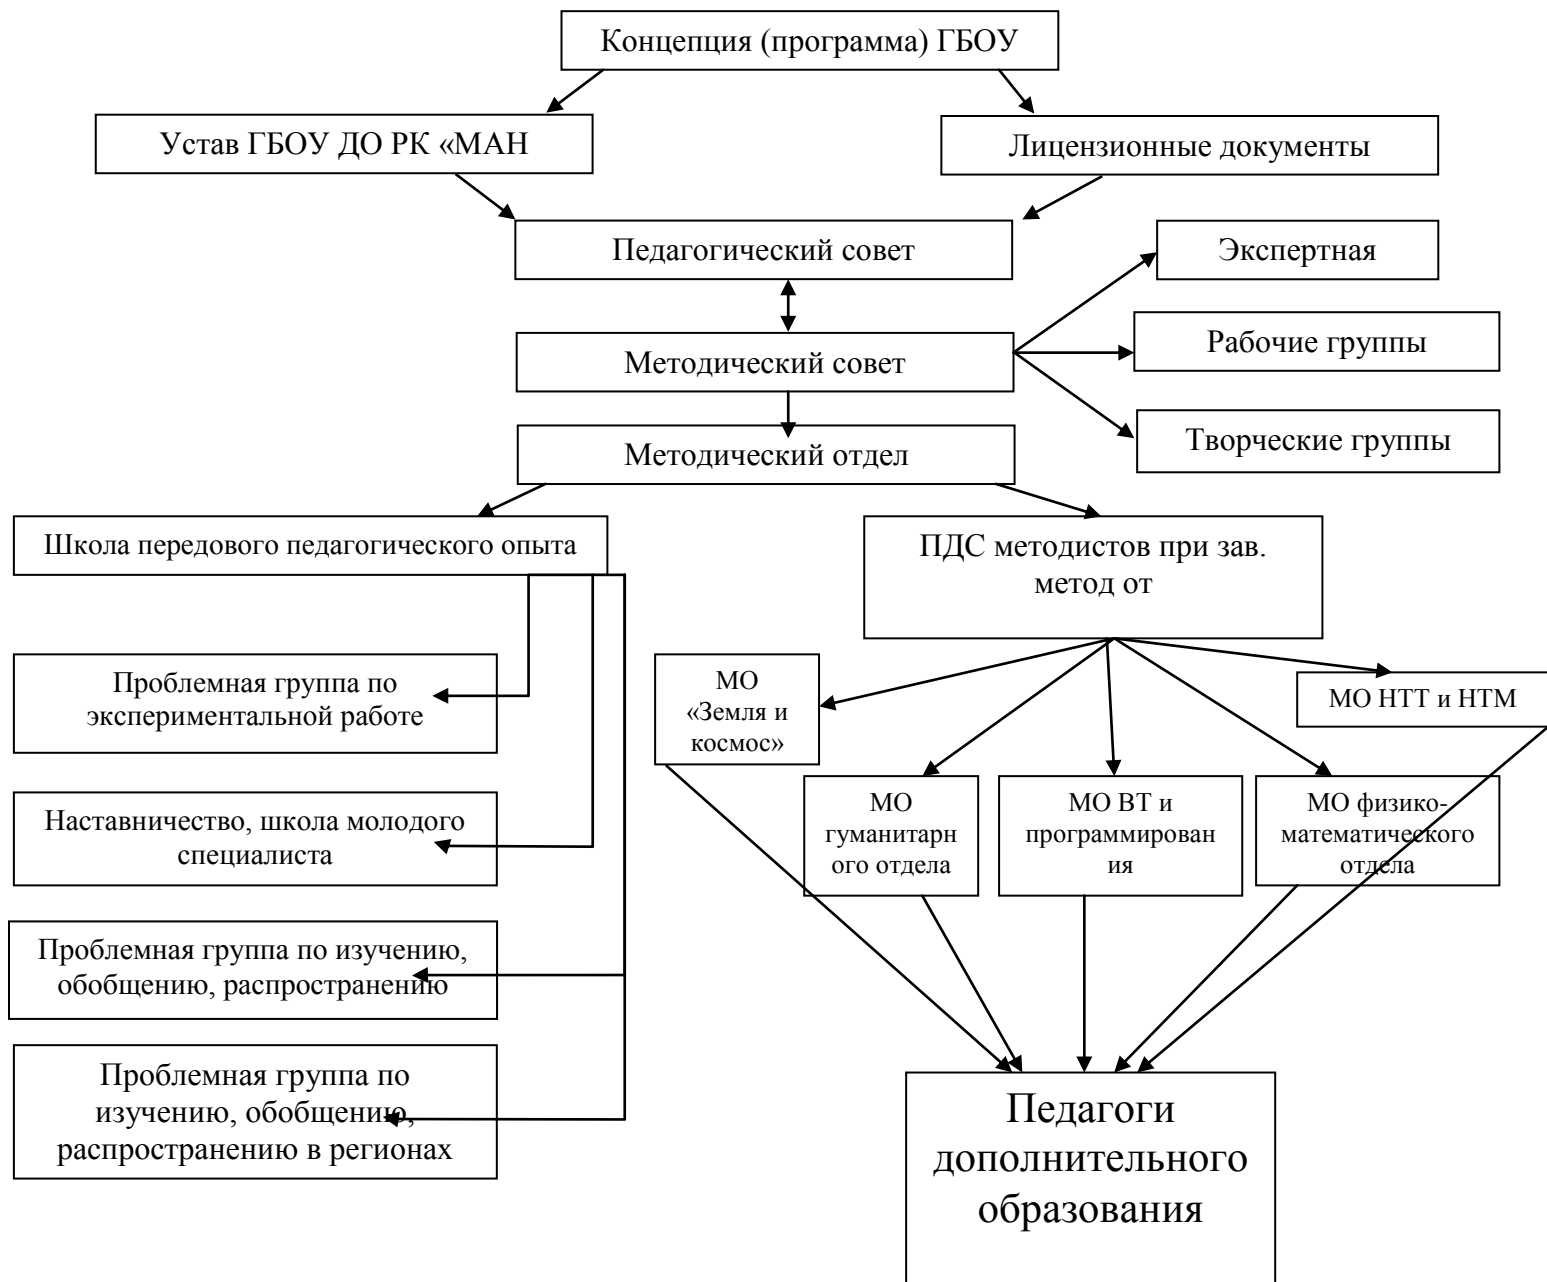 Концепция (программа) ГБОУ
Устав ГБОУ ДО РК «МАН
Лицензионные документы
Педагогический совет
Экспертная
Методический совет
Рабочие группы
Творческие группы
Методический отдел
Школа передового педагогического опыта
ПДС методистов при зав.
метод от
Проблемная группа по
экспериментальной работе
МО
«Земля и
космос»
МО НТТ и НТМ
Наставничество, школа молодого
специалиста
МО
гуманитарн
ого отдела
МО ВТ и
программирован
ия
МО физико-
математического
отдела
Проблемная группа по изучению,
обобщению, распространению
Проблемная группа по
изучению, обобщению,
распространению в регионах
Педагоги
дополнительного
образования